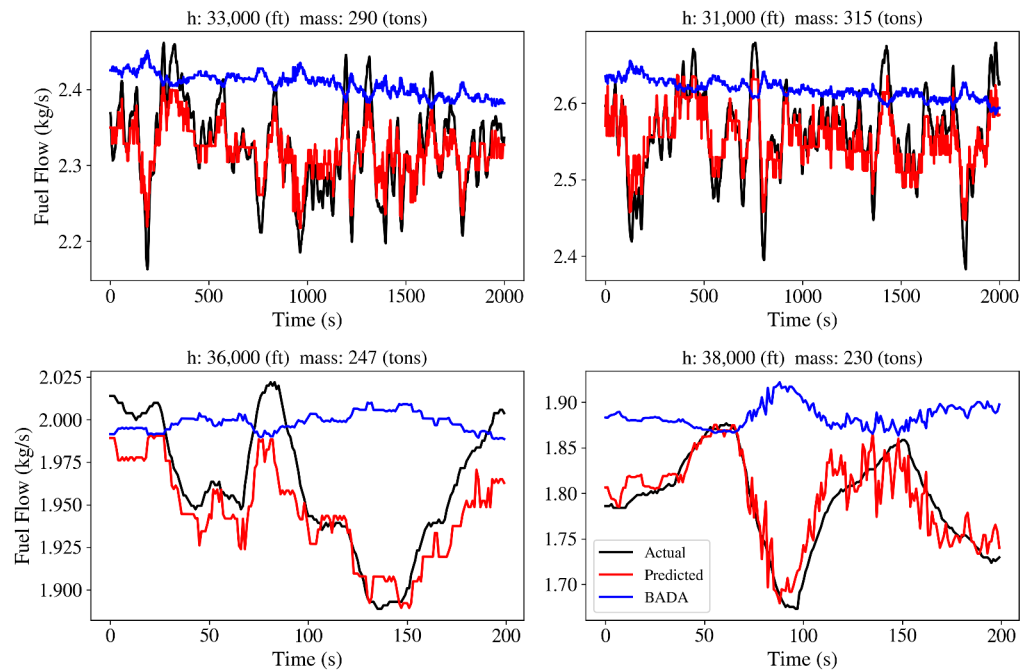 h: 33,000 (ft)  mass: 290 (tons)
h: 31,000 (ft)  mass: 315 (tons)
Fuel Flow (kg/s)
2.4
2.3
2.2
0
500
1000
1500
2000
Time (s)
2.6
2.5
2.4
0
500
1000
1500
2000
Time (s)
h: 36,000 (ft)  mass: 247 (tons)
h: 38,000 (ft)  mass: 230 (tons)
Fuel Flow (kg/s)
2.025
2.000
1.975
1.950
1.925
1.900
0
50
100
150
200
Time (s)
1.90
1.85
1.80
1.75
1.70
Actual
Predicted
BADA
0
50
100
150
200
Time (s)